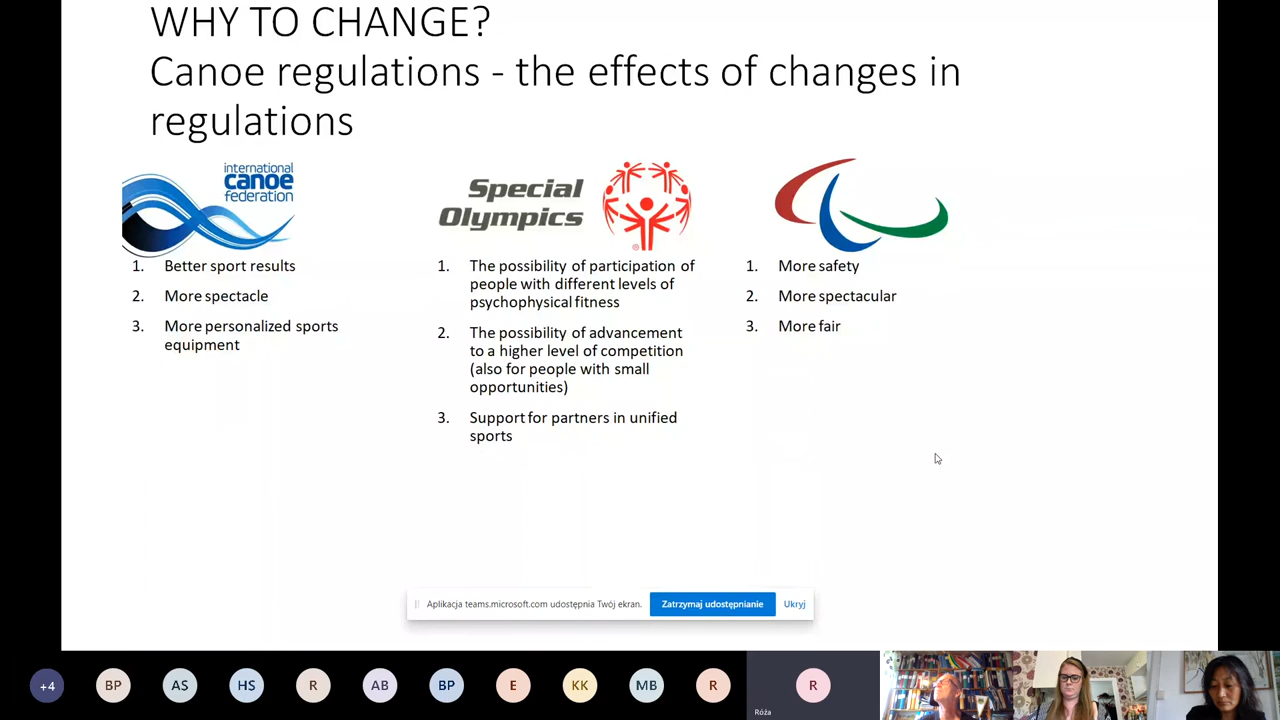 WHY TO CHANGE?
Canoe regulations - the effects of changes in
regulations
international
canoe
federation
1. Better sport results
2. More spectacle
3. More personalized sports
equipment
Special
Olympics
®
1. The possibility of participation of
people with different levels of
psychophysical fitness
2. The possibility of advancement
to a higher level of competition
(also for people with small
opportunities)
3. Support for partners in unified
sports
1. More safety
2. More spectacular
3. More fair
Aplikacja teams.microsoft.com udostępnia Twój ekran.
Zatrzymaj udostępnianie
Ukryj
+4
BP
AS
HS
R
AB
BP
E
KK
MB
R
R
Róża